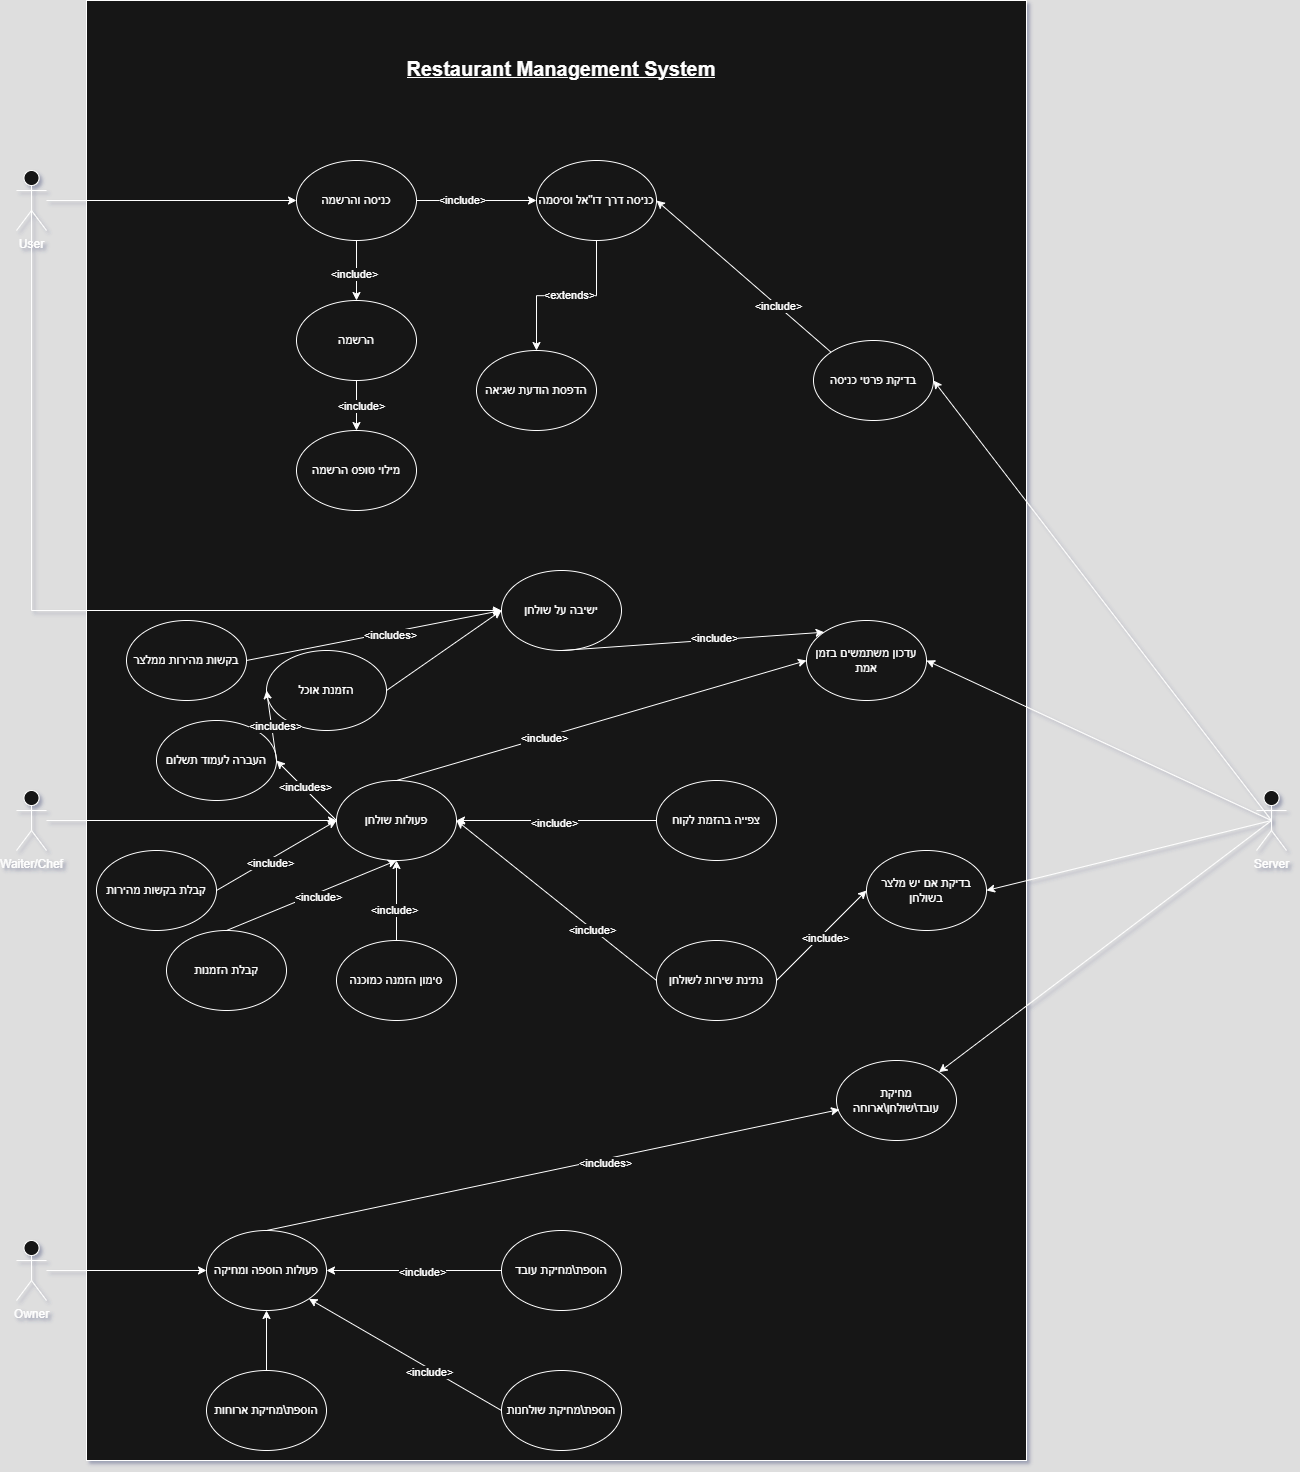 Restaurant Management System
User
כניסה והרשמה
<include>
כניסה דרך דו"אל וסיסמה
<include>
<extends>
<include>
הרשמה
הדפסת הודעת שגיאה
בדיקת פרטי כניסה
<include>
מילוי טופס הרשמה
ישיבה על שולחן
<includes>
<include>
בקשות מהירות ממלצר
עדכון משתמשים בזמן
אמת
הזמנת אוכל
<includes>
<include>
העברה לעמוד תשלום
<includes>
Waiter/Chef
פעולות שולחן
<include>
צפייה בהזמת לקוח
Server
<include>
קבלת בקשות מהירות
<include>
<include>
<include>
בדיקת אם יש מלצר
בשולחן
<include>
קבלת הזמנות
סימון הזמנה כמוכנה
נתינת שירות לשולחן
מחיקת
עובד\שולחן\ארוחה
<includes>
Owner
פעולות הוספה ומחיקה
<include>
הוספת\מחיקת עובד
<include>
הוספת\מחיקת ארוחות
הוספת\מחיקת שולחנות